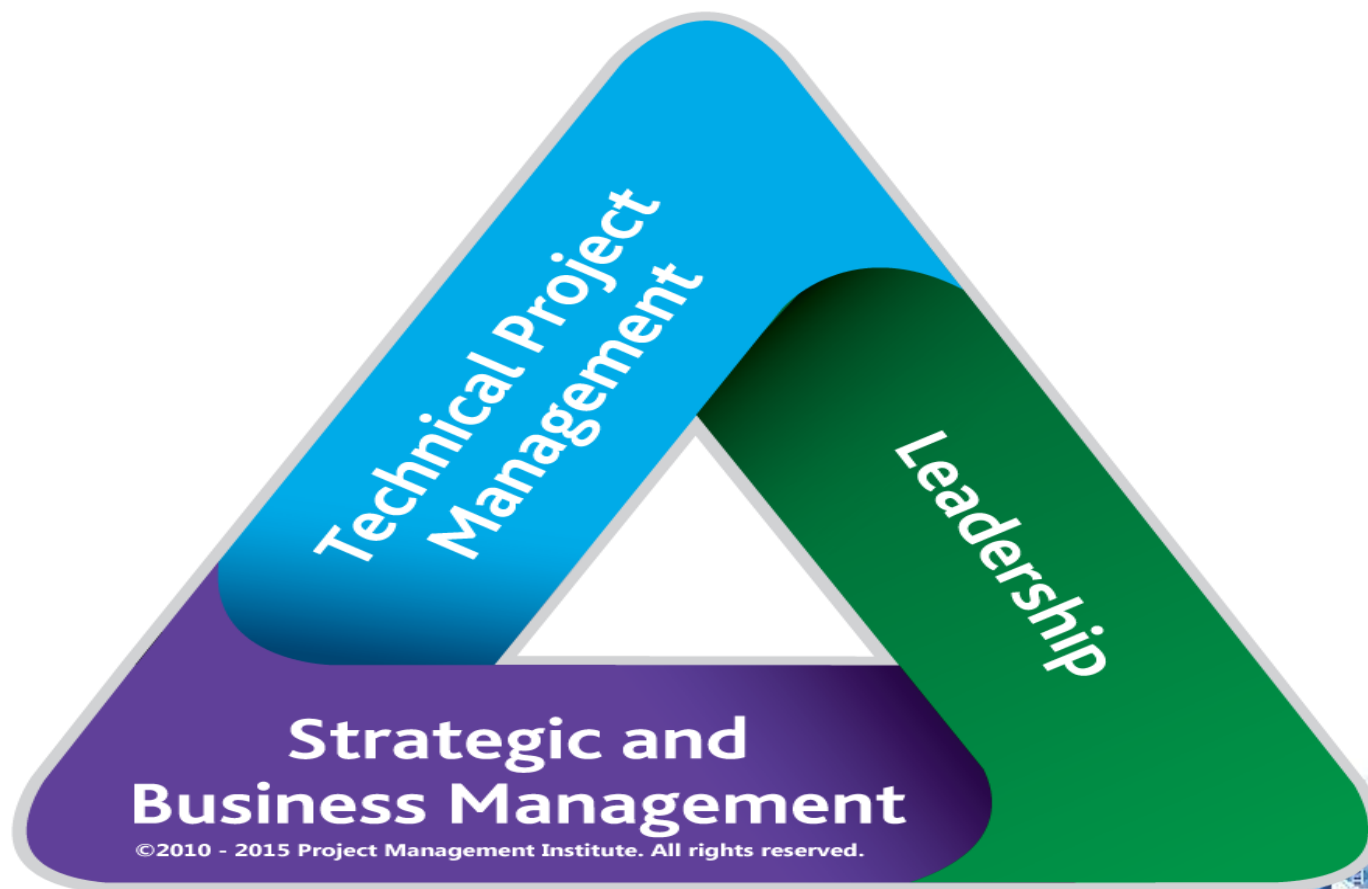 Technical Project
Management
Leadership
Strategic and
Business Management
©2010 - 2015 Project Management Institute. All rights reserved.